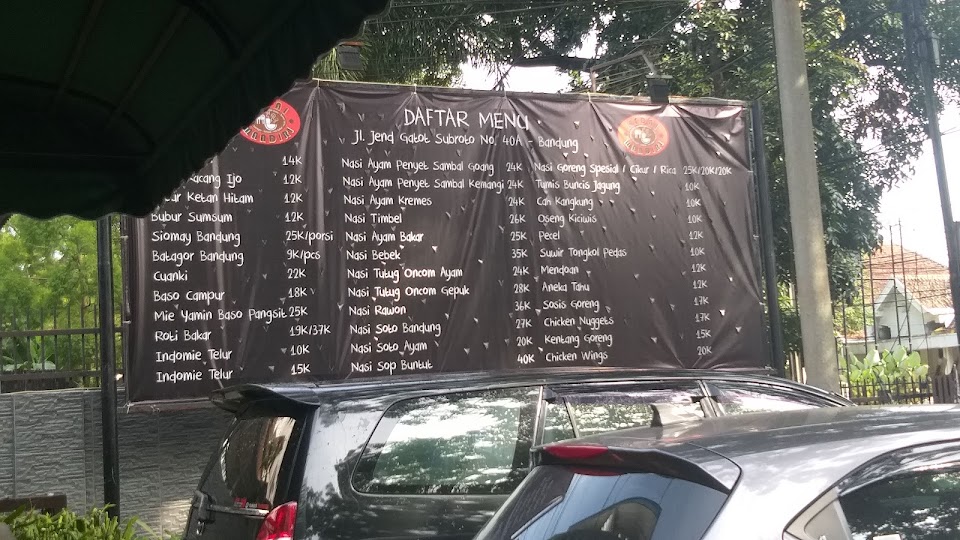 DAFTAR MENU
Jl. Jend Gatot Subroto No. 40A - Bandung
14K
Kacang Ijo 12K
Ketan Hitam 12K
Bubur Sumsum 12K
Siomay Bandung 25K/porsi
Batagor Bandung 9K/pcs
Cuanki 22K
Baso Campur 18K
Mie Yamin Baso Pangsit 25K
Roti Bakar 19K/37K
Indomie Telur 10K
Indomie Telur 15K
Nasi Ayam Penyet Sambal Goang 24K
Nasi Ayam Penyet Sambal Kemangi 24K
Nasi Ayam Kremes 24K
Nasi Timbel 26K
Nasi Ayam Bakar 25K
Nasi Bebek 35K
Nasi Tutug Oncom Ayam 24K
Nasi Tutug Oncom Gepuk 28K
Nasi Rawon 36K
Nasi Soto Bandung 27K
Nasi Soto Ayam 20K
Nasi Sop Buntut 40K
Nasi Goreng Spesial / Cikur / Rica 25K/20K/20K
Tumis Buncis Jagung 10K
Cah Kangkung 10K
Oseng Kiciwis 10K
Pecel 12K
Suwir Tongkol Pedas 10K
Mendoan 12K
Aneka Tahu 12K
Sosis Goreng 17K
Chicken Nuggets 17K
Kentang Goreng 15K
Chicken Wings 20K